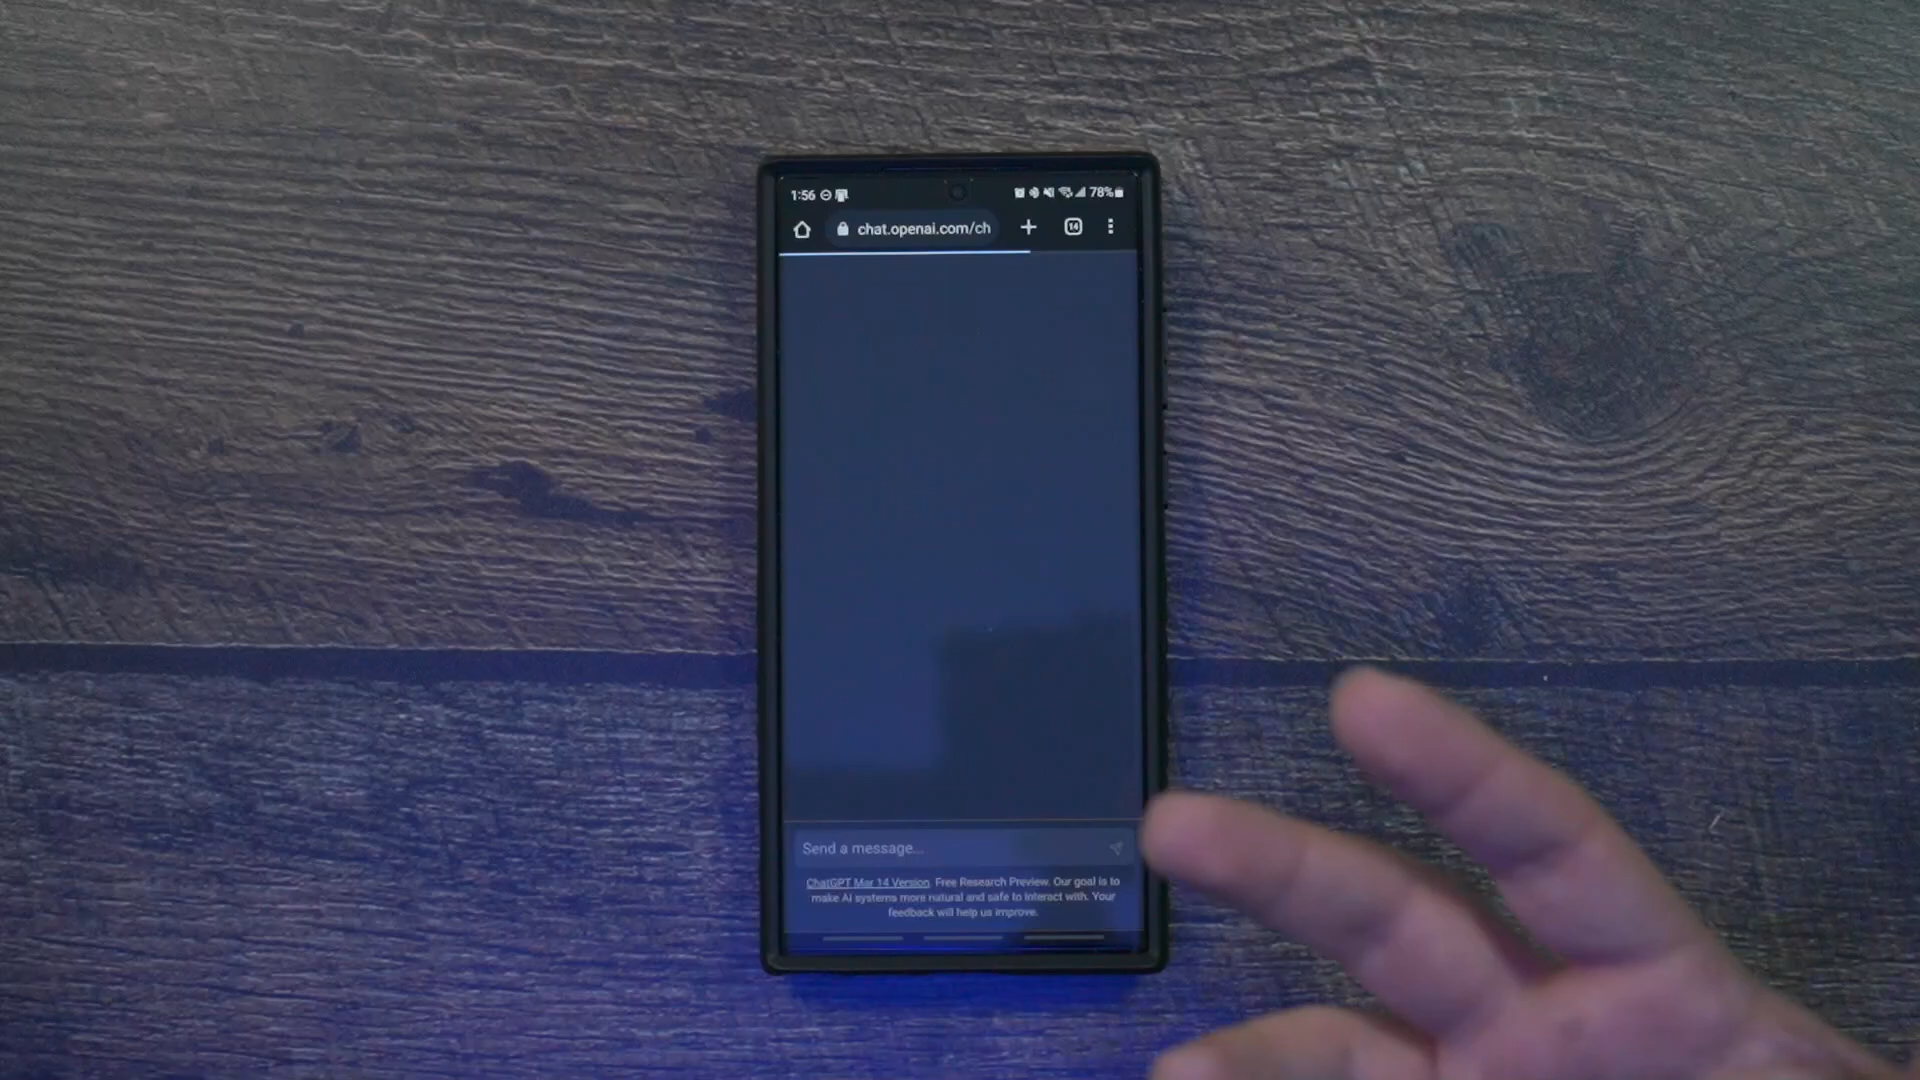 1:56
78%
chat.openai.com/ch
14
Send a message...
ChatGPT Mar 14 Version. Free Research Preview. Our goal is to
make AI systems more natural and safe to interact with. Your
feedback will help us improve.